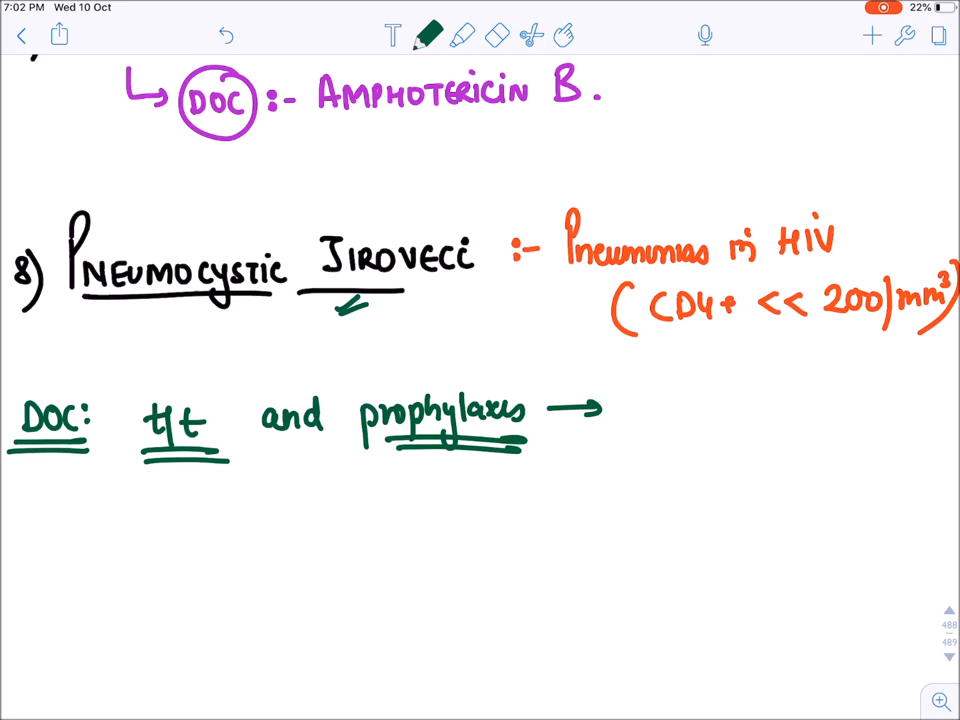 7:02 PM Wed 10 Oct 22%
T
DOC :- AMPHOTERICIN B.
8) PNEUMOCYSTIC JIROVECI :- Pneumonias in HIV
(CD4+ << 200/mm³)
DOC: t/t and prophylaxes →
488
489